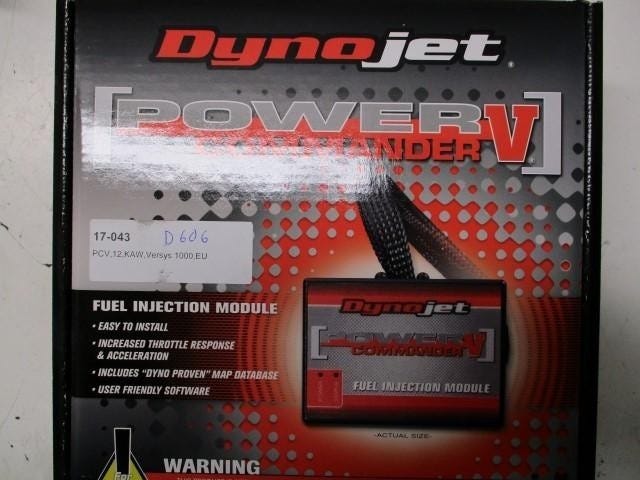 Dynojet
[POWER V]
COMMANDER
17-043 D606
PCV,12,KAW,Versys 1000,EU
FUEL INJECTION MODULE
• EASY TO INSTALL
• INCREASED THROTTLE RESPONSE
& ACCELERATION
• INCLUDES "DYNO PROVEN" MAP DATABASE
• USER FRIENDLY SOFTWARE
Dynojet
[POWER V]
COMMANDER
FUEL INJECTION MODULE
-ACTUAL SIZE-
WARNING
For